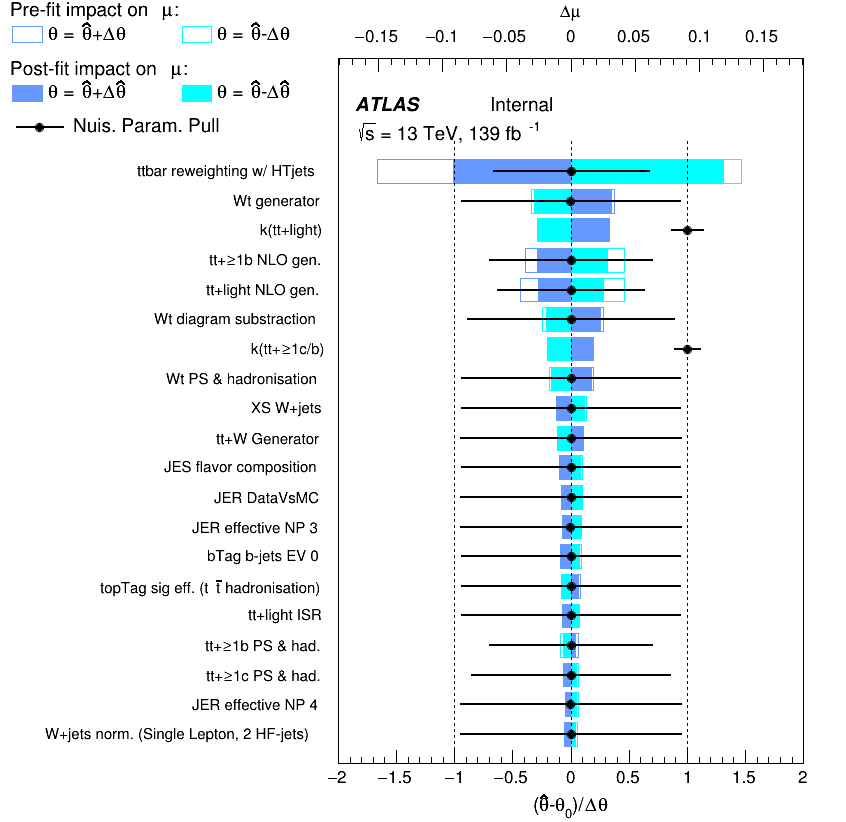 Pre-fit impact on μ:
θ = θ̂+Δθ θ = θ̂-Δθ
Post-fit impact on μ:
θ = θ̂+Δθ̂ θ = θ̂-Δθ̂
Nuis. Param. Pull
Δμ
−0.15 −0.1 −0.05 0 0.05 0.1 0.15
ATLAS Internal
√s = 13 TeV, 139 fb⁻¹
ttbar reweighting w/ HTjets
Wt generator
k(tt+light)
tt+≥1b NLO gen.
tt+light NLO gen.
Wt diagram substraction
k(tt+≥1c/b)
Wt PS & hadronisation
XS W+jets
tt+W Generator
JES flavor composition
JER DataVsMC
JER effective NP 3
bTag b-jets EV 0
topTag sig eff. (t t̄ hadronisation)
tt+light ISR
tt+≥1b PS & had.
tt+≥1c PS & had.
JER effective NP 4
W+jets norm. (Single Lepton, 2 HF-jets)
−2 −1.5 −1 −0.5 0 0.5 1 1.5 2
(θ̂-θ₀)/Δθ